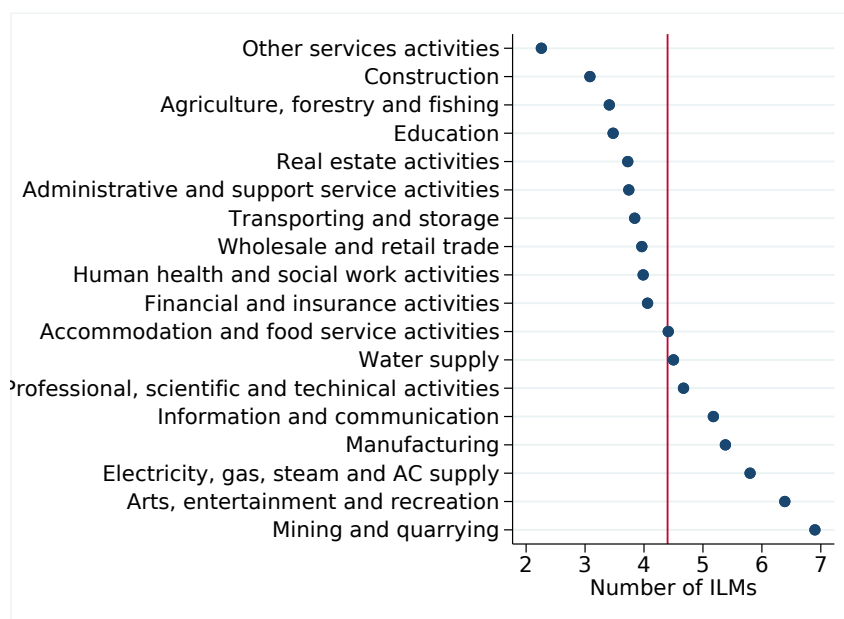 Other services activities
Construction
Agriculture, forestry and fishing
Education
Real estate activities
Administrative and support service activities
Transporting and storage
Wholesale and retail trade
Human health and social work activities
Financial and insurance activities
Accommodation and food service activities
Water supply
Professional, scientific and techinical activities
Information and communication
Manufacturing
Electricity, gas, steam and AC supply
Arts, entertainment and recreation
Mining and quarrying
2 3 4 5 6 7
Number of ILMs